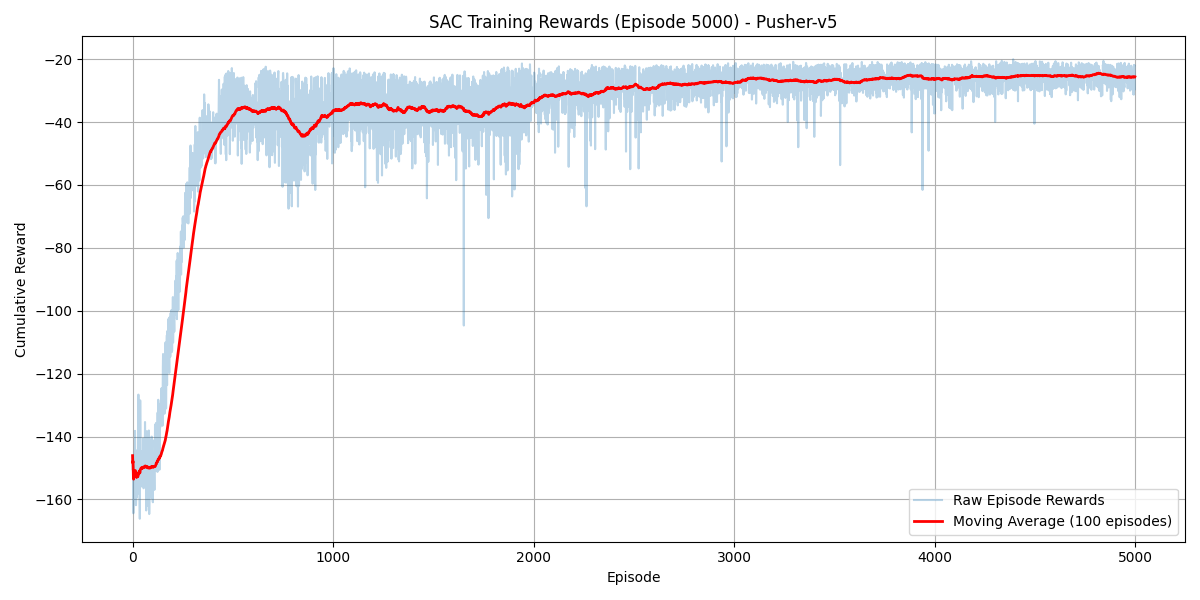 SAC Training Rewards (Episode 5000) - Pusher-v5
Cumulative Reward
−20
−40
−60
−80
−100
−120
−140
−160
0
1000
2000
3000
4000
5000
Episode
Raw Episode Rewards
Moving Average (100 episodes)